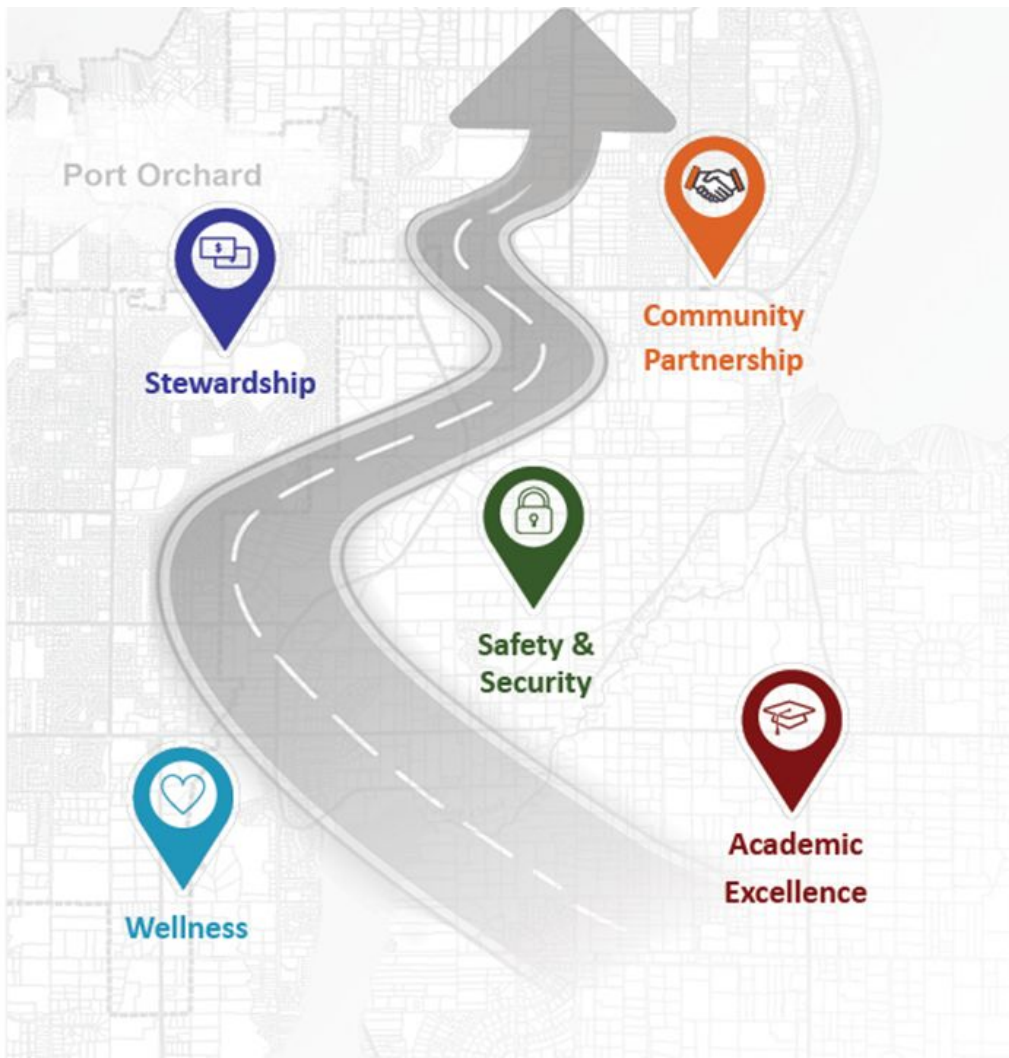 Port Orchard
Community
Partnership
Stewardship
$
Safety &
Security
Academic
Excellence
Wellness